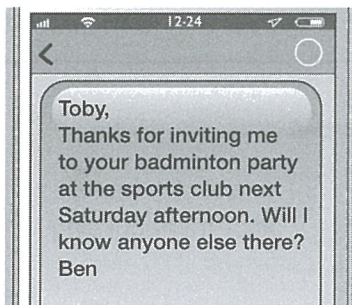 12-24
Toby,
Thanks for inviting me
to your badminton party
at the sports club next
Saturday afternoon. Will I
know anyone else there?
Ben